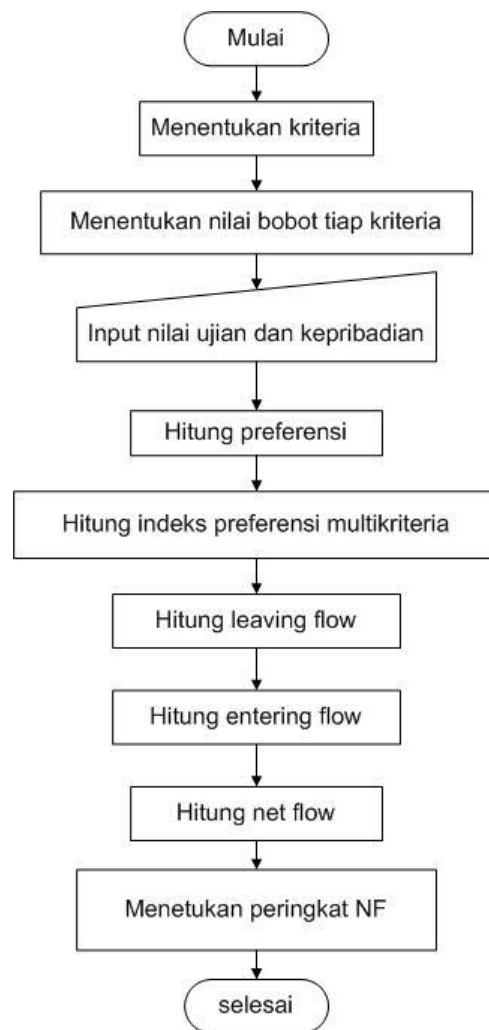 Mulai
Menentukan kriteria
Menentukan nilai bobot tiap kriteria
Input nilai ujian dan kepribadian
Hitung preferensi
Hitung indeks preferensi multikriteria
Hitung leaving flow
Hitung entering flow
Hitung net flow
Menetukan peringkat NF
selesai